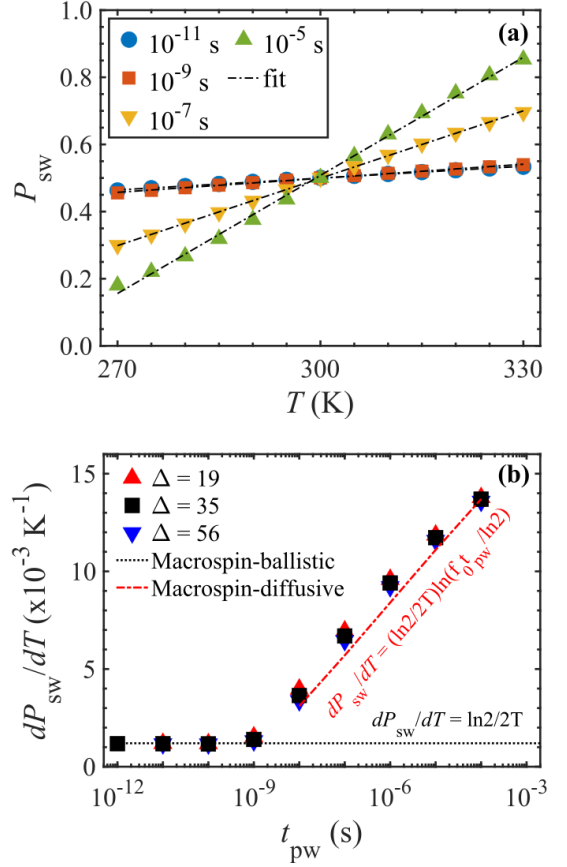 (a)
10⁻¹¹ s
10⁻⁵ s
10⁻⁹ s
fit
10⁻⁷ s
1.0
0.8
0.6
0.4
0.2
0.0
P_sw
270
300
330
T (K)
(b)
Δ = 19
Δ = 35
Δ = 56
Macrospin-ballistic
Macrospin-diffusive
dP_sw/dT = (ln2/2T)ln(f₀t_pw/ln2)
dP_sw/dT = ln2/2T
15
10
5
0
dP_sw/dT (x10⁻³ K⁻¹)
10⁻¹²
10⁻⁹
10⁻⁶
10⁻³
t_pw (s)